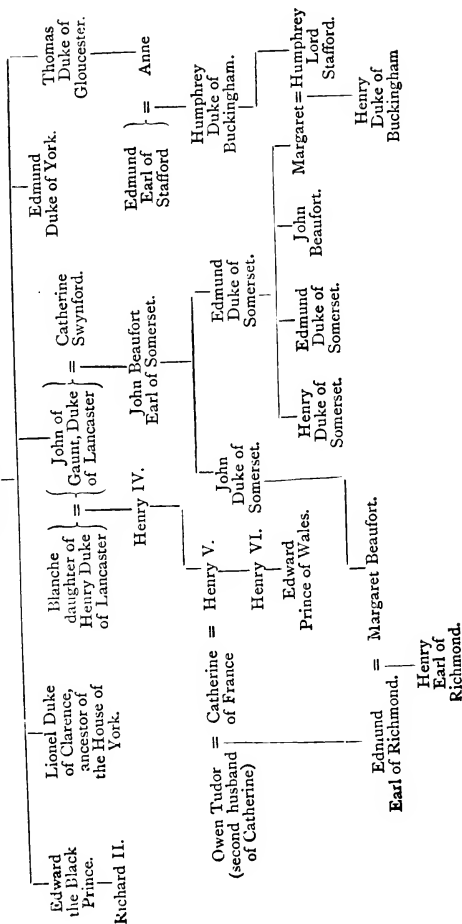 Edward
the Black
Prince.
Richard II.
Lionel Duke
of Clarence,
ancestor of
the House of
York.
Blanche
daughter of
Henry Duke
of Lancaster
=
John of
Gaunt, Duke
of Lancaster
=
Catherine
Swynford.
Edmund
Duke of York.
Thomas
Duke of
Gloucester.
Henry IV.
John Beaufort
Earl of Somerset.
Edmund
Earl of
Stafford
=
Anne
Owen Tudor
(second husband
of Catherine)
=
Catherine
of France
=
Henry V.
Henry VI.
Edward
Prince of Wales.
John
Duke of
Somerset.
Edmund
Duke of
Somerset.
Humphrey
Duke of
Buckingham.
Henry
Duke of
Somerset.
Edmund
Duke of
Somerset.
John
Beaufort.
Margaret = Humphrey
Lord
Stafford.
Henry
Duke of
Buckingham
Edmund
Earl of Richmond.
=
Margaret Beaufort.
Henry
Earl of
Richmond.